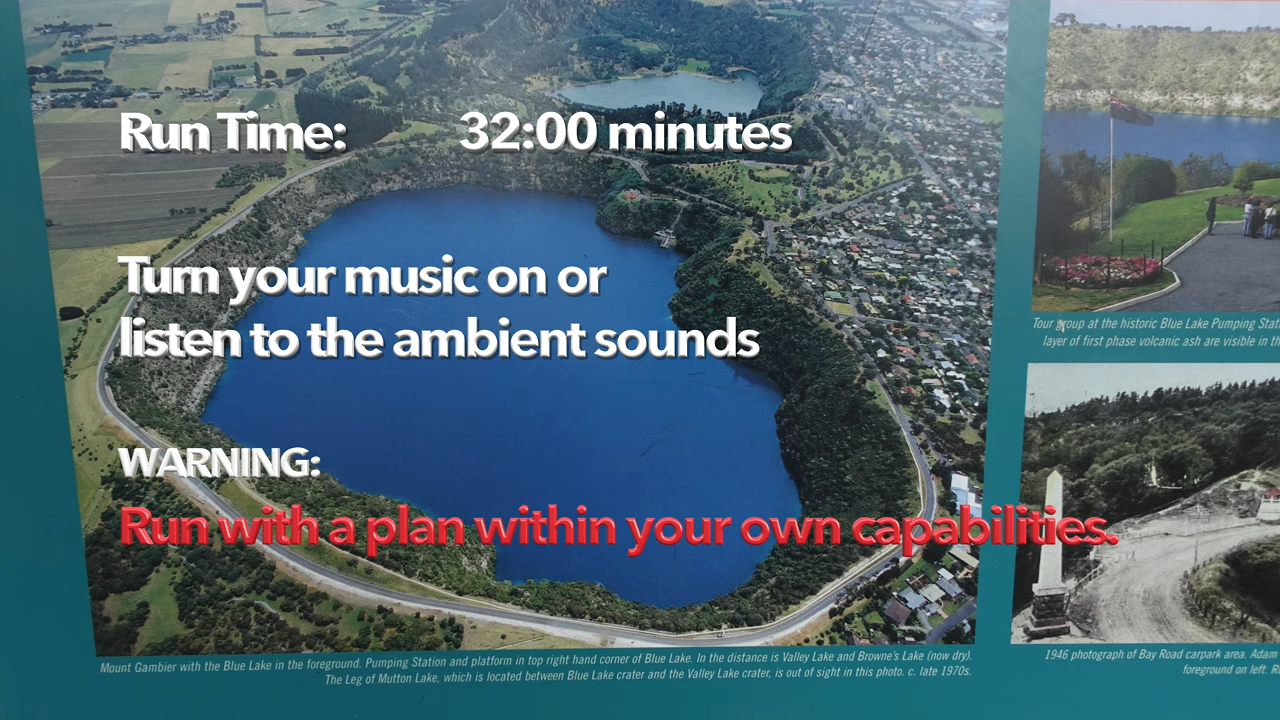 Run Time: 32:00 minutes
Turn your music on or
listen to the ambient sounds
WARNING:
Run with a plan within your own capabilities.
Tour group at the historic Blue Lake Pumping
layer of first phase volcanic ash are visible in
Mount Gambier with the Blue Lake in the foreground. Pumping Station and platform in top right hand corner of Blue Lake. In the distance is Valley Lake and Browne's Lake (now dry).
The Leg of Mutton Lake, which is located between Blue Lake crater and the Valley Lake crater, is out of sight in this photo. c. late 1970s.
1946 photograph of Bay Road carpark area. Adam
foreground on left.